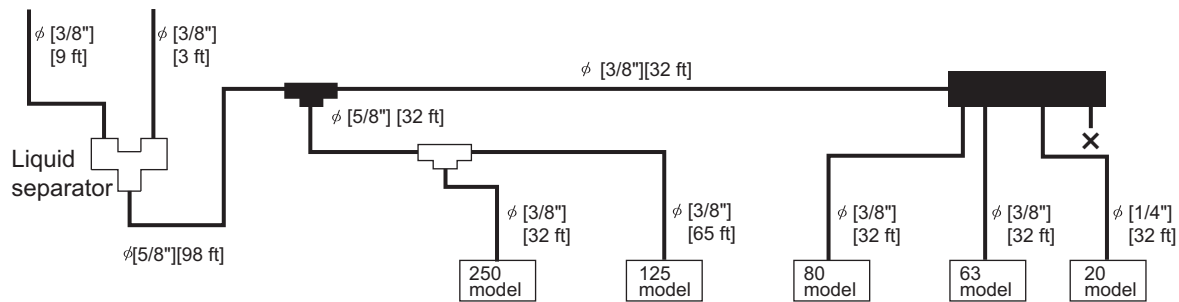 ϕ [3/8"]
[9 ft]
ϕ [3/8"]
[3 ft]
ϕ [3/8"][32 ft]
ϕ [5/8"] [32 ft]
Liquid
separator
ϕ[5/8"][98 ft]
ϕ [3/8"]
[32 ft]
ϕ [3/8"]
[65 ft]
ϕ [3/8"]
[32 ft]
ϕ [3/8"]
[32 ft]
ϕ [1/4"]
[32 ft]
250
model
125
model
80
model
63
model
20
model